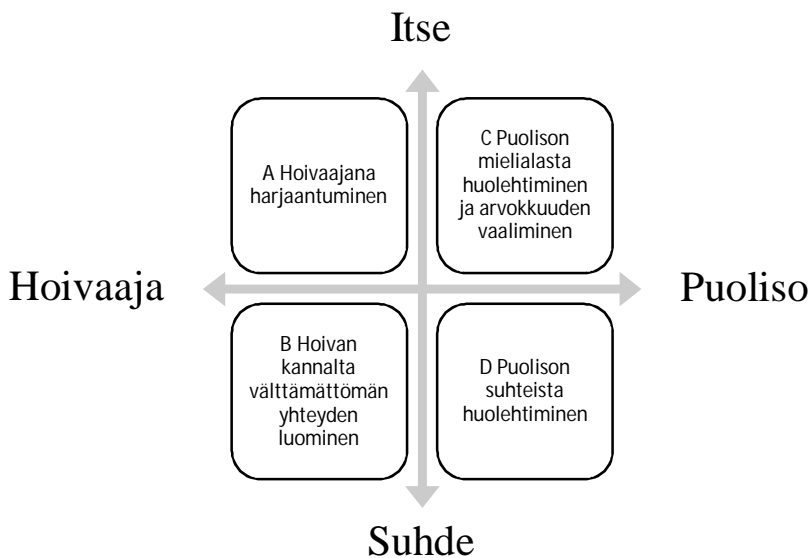 Itse
A Hoivaajana
harjaantuminen
C Puolison
mielialasta
huolehtiminen
ja arvokkuuden
vaaliminen
Hoivaaja
Puoliso
B Hoivan
kannalta
välttämättömän
yhteyden
luominen
D Puolison
suhteista
huolehtiminen
Suhde